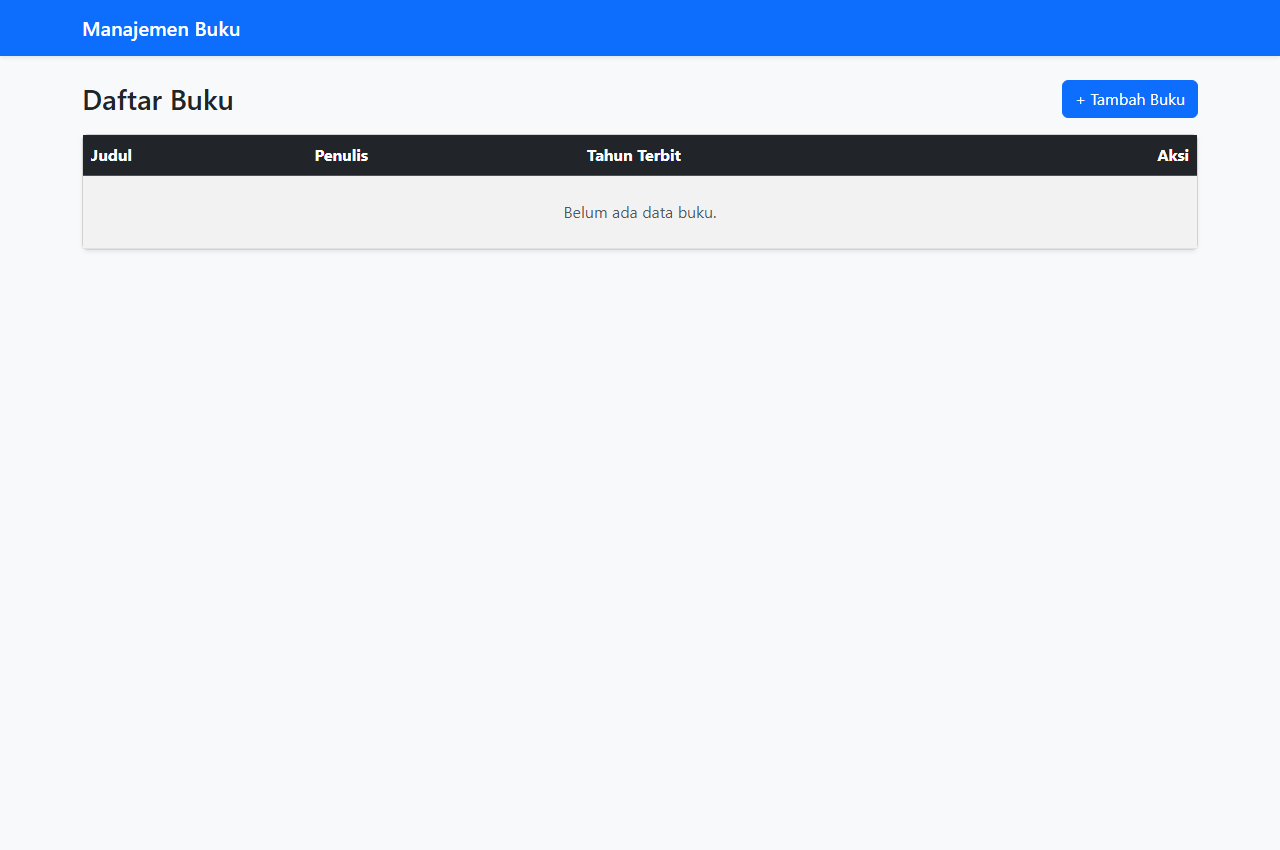 Manajemen Buku
Daftar Buku
+ Tambah Buku
Judul Penulis Tahun Terbit Aksi
Belum ada data buku.